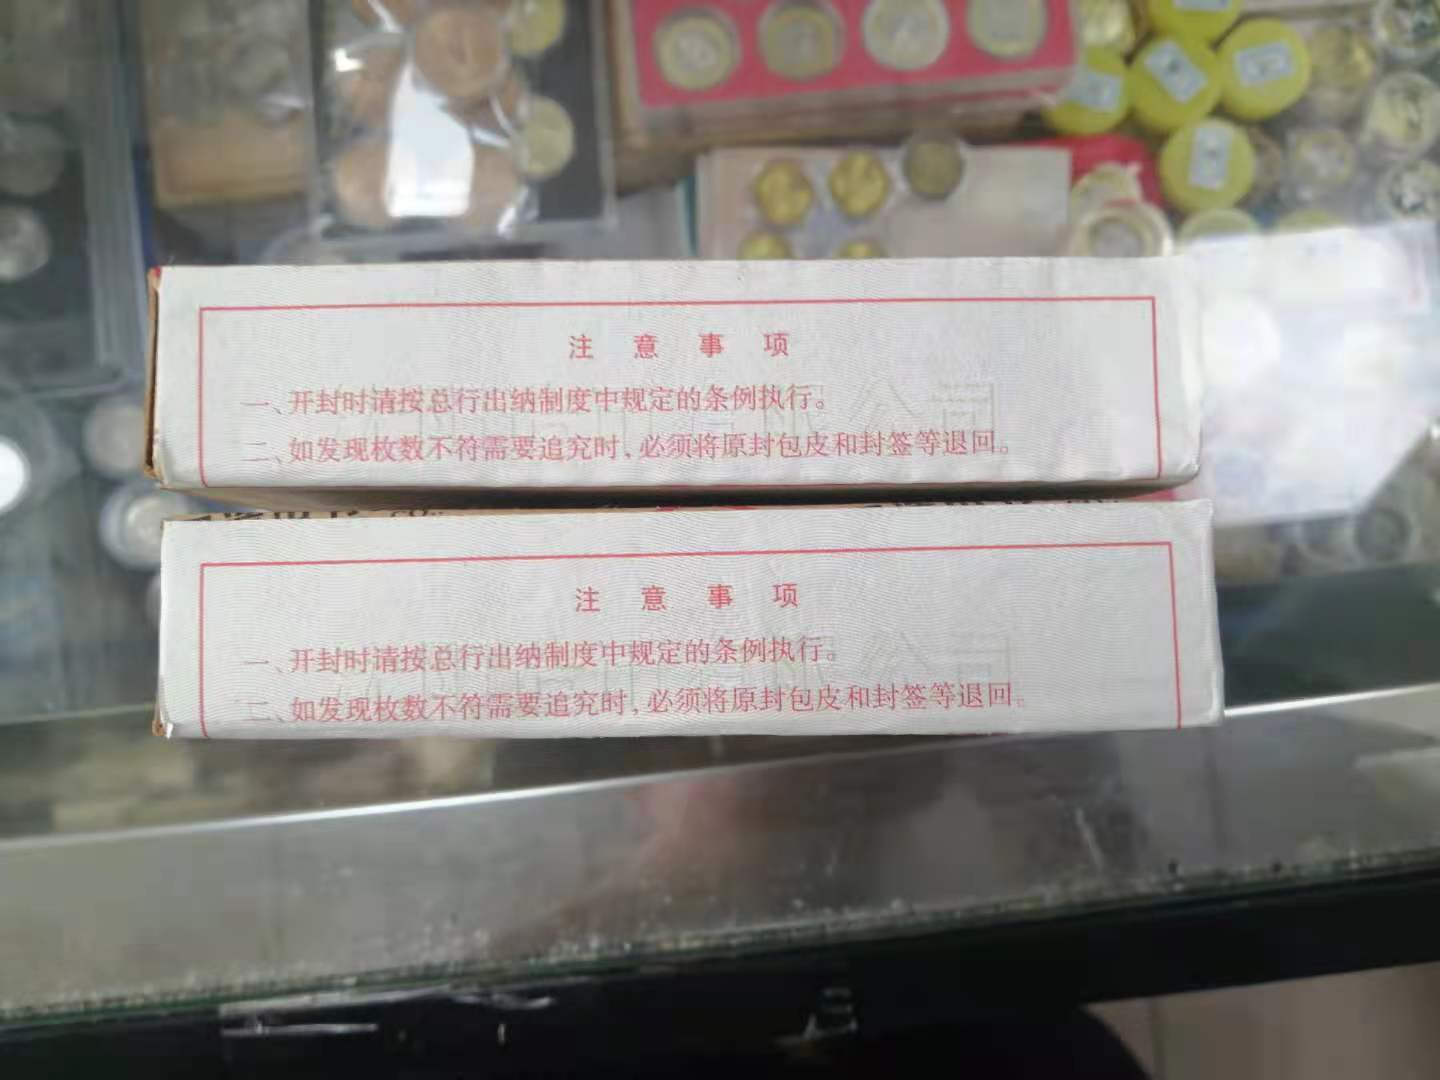 注意事项
一、开封时请按总行出纳制度中规定的条例执行。
二、如发现枚数不符需要追究时，必须将原封包皮和封签等退回。
注意事项
一、开封时请按总行出纳制度中规定的条例执行。
二、如发现枚数不符需要追究时，必须将原封包皮和封签等退回。